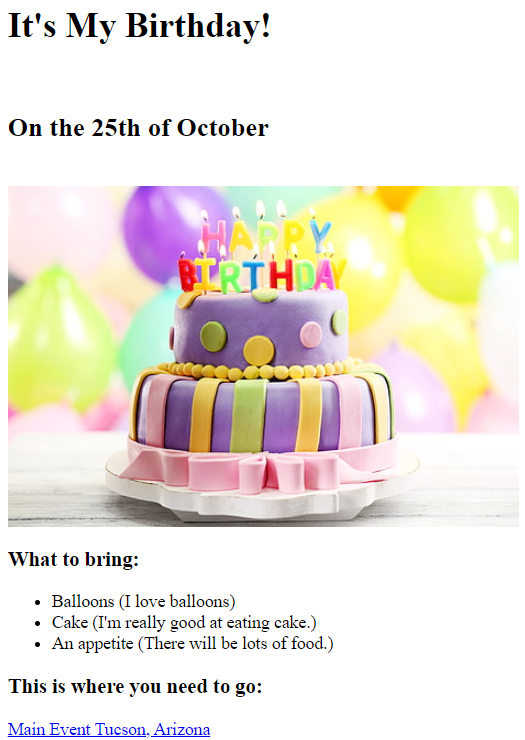 It's My Birthday!
On the 25th of October
HAPPY
BIRTHDAY
What to bring:
Balloons (I love balloons)
Cake (I'm really good at eating cake.)
An appetite (There will be lots of food.)
This is where you need to go:
Main Event Tucson, Arizona